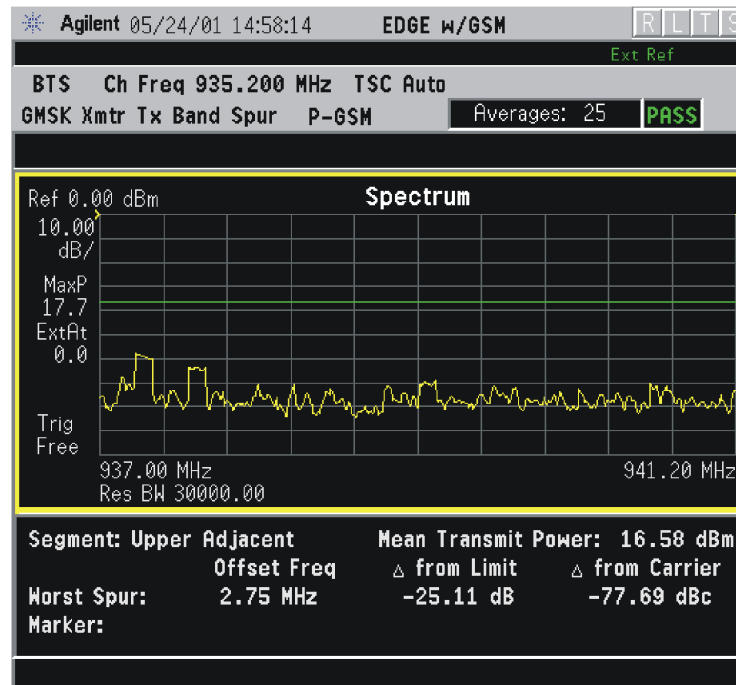 Agilent 05/24/01 14:58:14 EDGE w/GSM R L T S
Ext Ref
BTS Ch Freq 935.200 MHz TSC Auto
GMSK Xmtr Tx Band Spur P-GSM Averages: 25 PASS
Ref 0.00 dBm Spectrum
10.00
dB/
MaxP
17.7
ExtAt
0.0
Trig
Free
937.00 MHz 941.20 MHz
Res BW 30000.00
Segment: Upper Adjacent Mean Transmit Power: 16.58 dBm
Offset Freq △ from Limit △ from Carrier
Worst Spur: 2.75 MHz -25.11 dB -77.69 dBc
Marker: